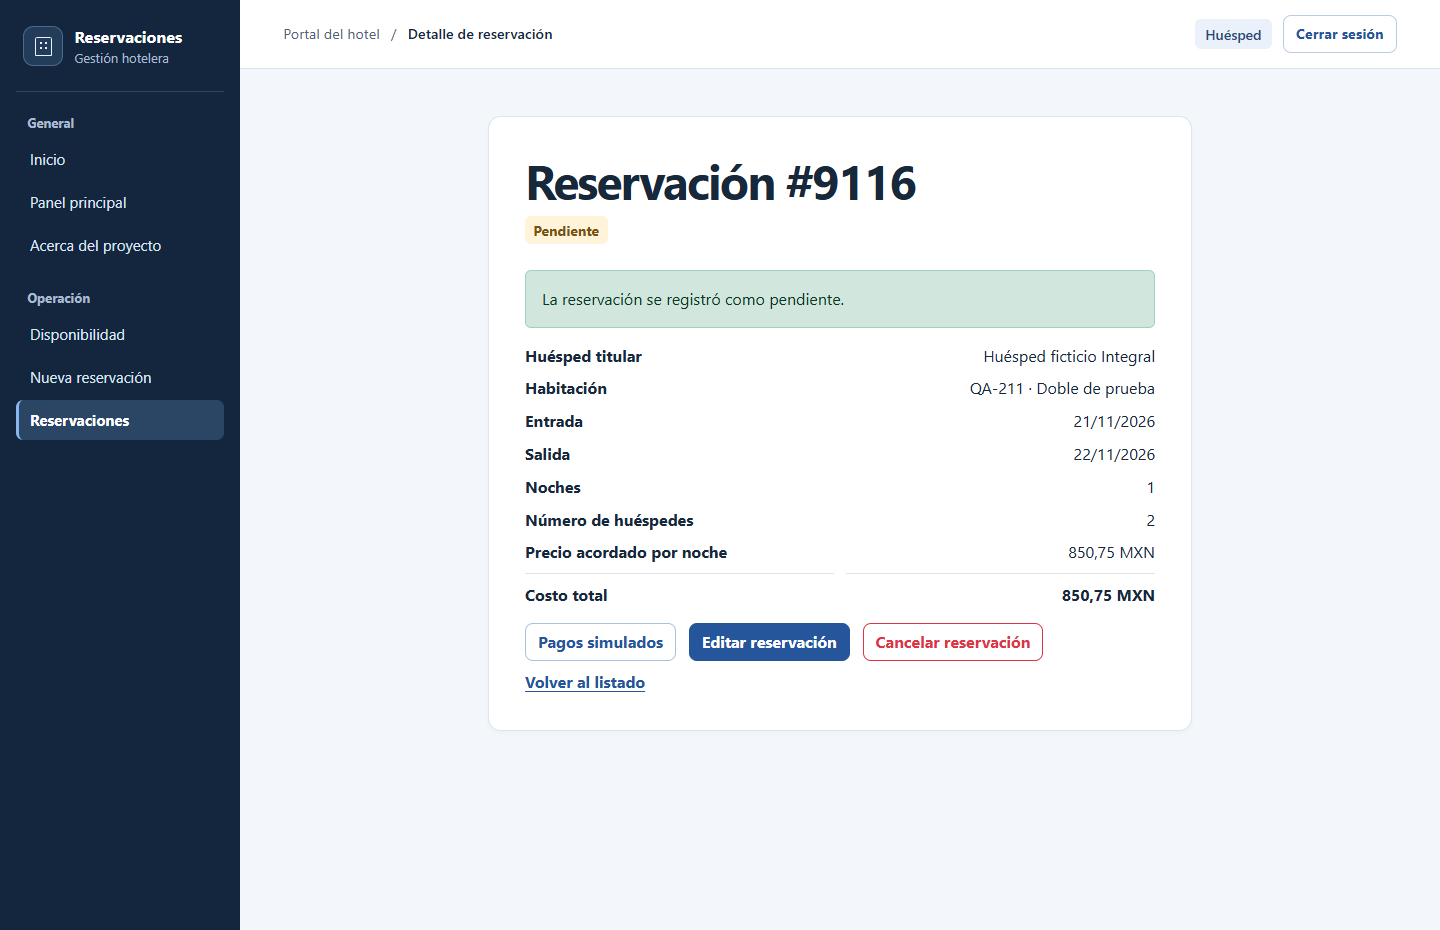 Reservaciones
Gestión hotelera
General
Inicio
Panel principal
Acerca del proyecto
Operación
Disponibilidad
Nueva reservación
Reservaciones
Portal del hotel / Detalle de reservación
Huésped
Cerrar sesión
Reservación #9116
Pendiente
La reservación se registró como pendiente.
Huésped titular Huésped ficticio Integral
Habitación QA-211 · Doble de prueba
Entrada 21/11/2026
Salida 22/11/2026
Noches 1
Número de huéspedes 2
Precio acordado por noche 850,75 MXN
Costo total 850,75 MXN
Pagos simulados Editar reservación Cancelar reservación
Volver al listado